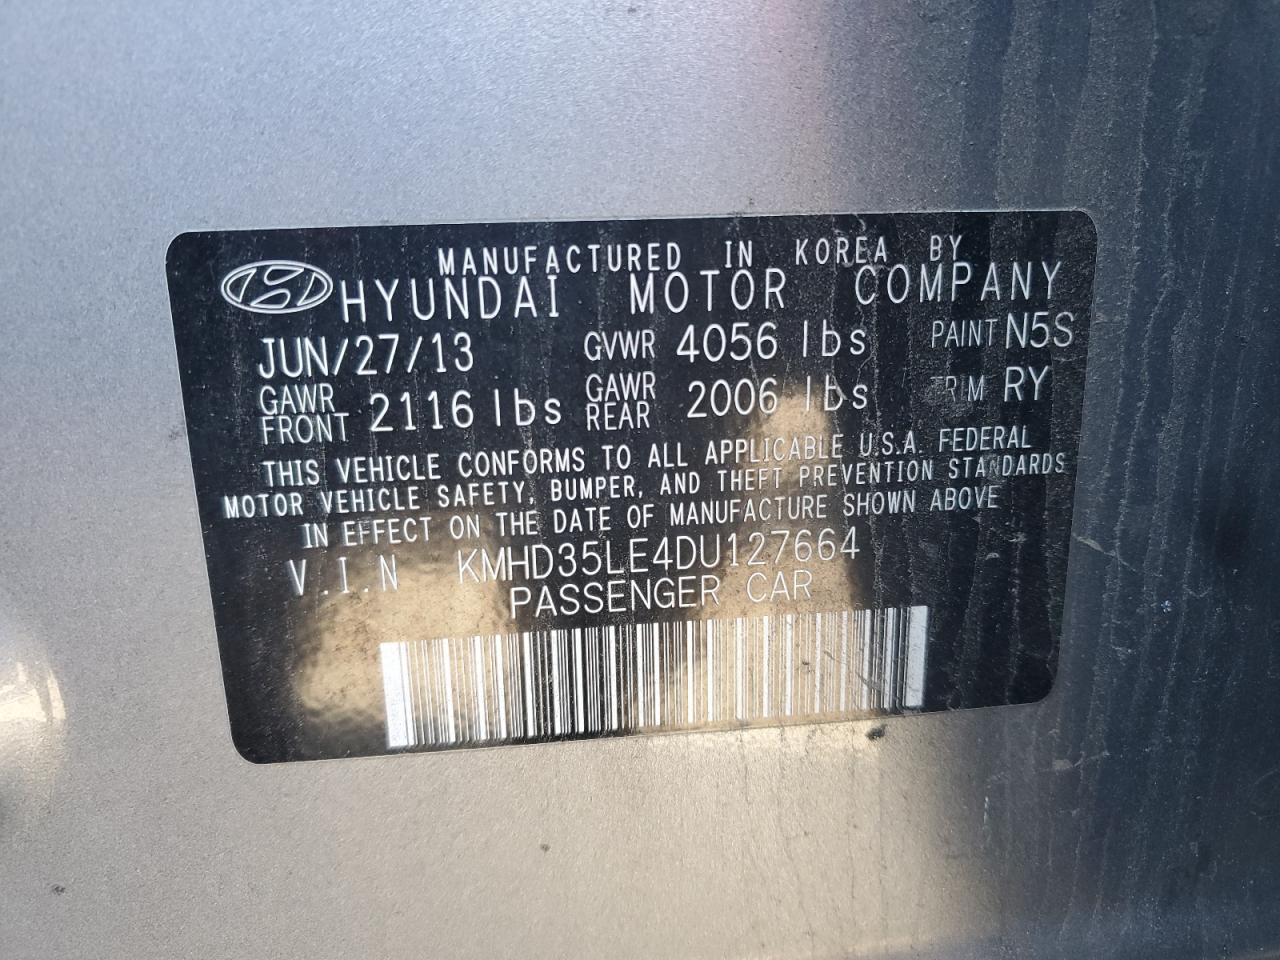 MANUFACTURED IN KOREA BY
HYUNDAI MOTOR COMPANY
JUN/27/13 GVWR 4056 lbs PAINT N5S
GAWR FRONT 2116 lbs GAWR REAR 2006 lbs TRIM RY
THIS VEHICLE CONFORMS TO ALL APPLICABLE U.S.A. FEDERAL
MOTOR VEHICLE SAFETY, BUMPER, AND THEFT PREVENTION STANDARDS
IN EFFECT ON THE DATE OF MANUFACTURE SHOWN ABOVE
V.I.N KMHD35LE4DU127664
PASSENGER CAR